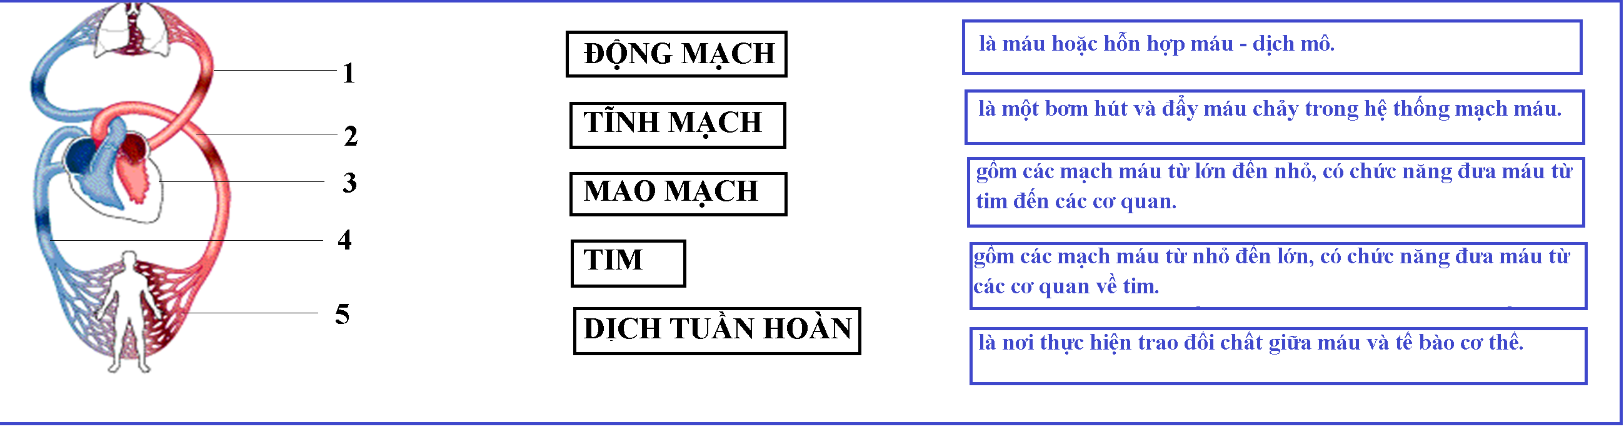 1
2
3
4
5
ĐỘNG MẠCH
TĨNH MẠCH
MAO MẠCH
TIM
DỊCH TUẦN HOÀN
là máu hoặc hỗn hợp máu - dịch mô.
là một bơm hút và đẩy máu chảy trong hệ thống mạch máu.
gồm các mạch máu từ lớn đến nhỏ, có chức năng đưa máu từ
tim đến các cơ quan.
gồm các mạch máu từ nhỏ đến lớn, có chức năng đưa máu từ
các cơ quan về tim.
là nơi thực hiện trao đổi chất giữa máu và tế bào cơ thể.